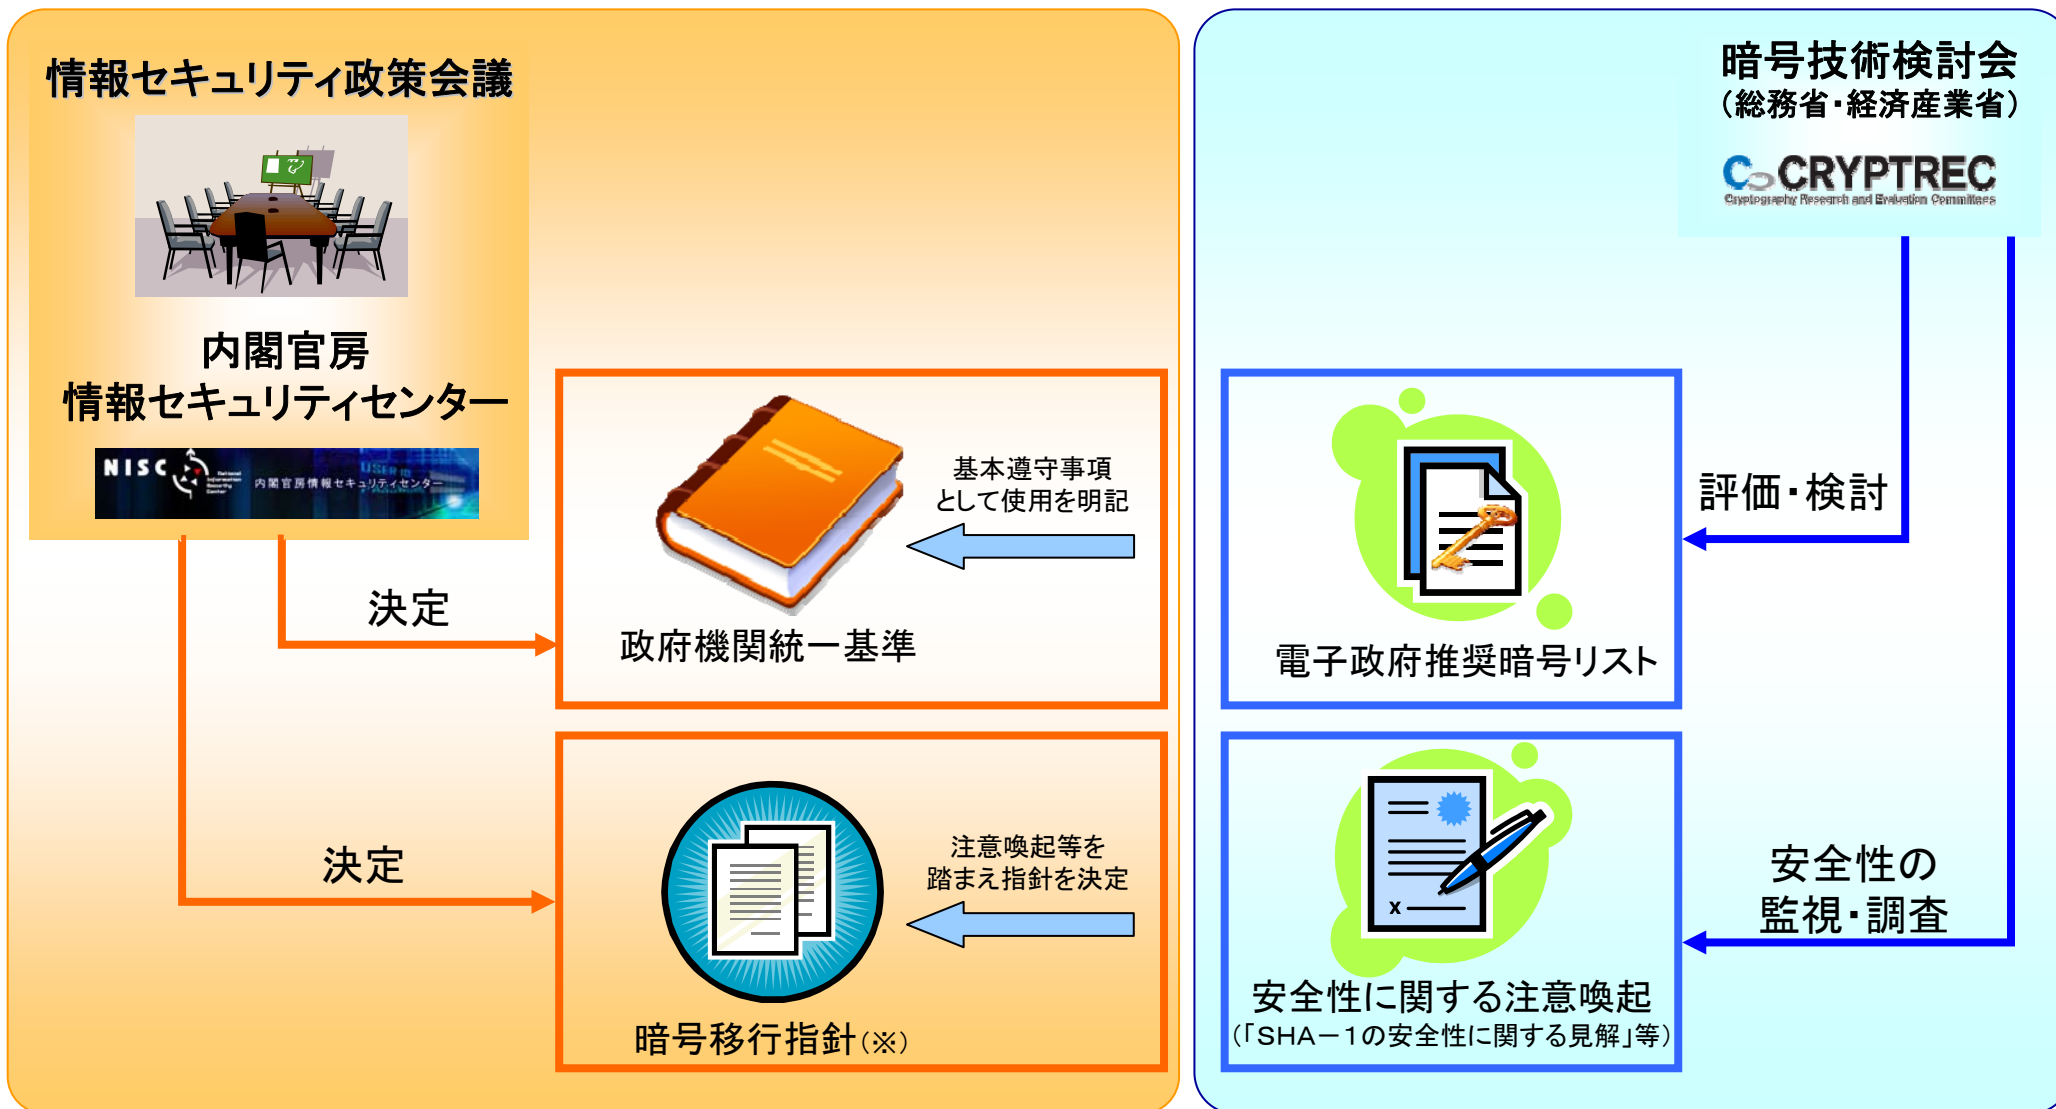 情報セキュリティ政策会議
内閣官房
情報セキュリティセンター
NISC
National
Information
Security
Center
内閣官房情報セキュリティセンター
USER ID
決定
決定
基本遵守事項
として使用を明記
政府機関統一基準
注意喚起等を
踏まえ指針を決定
暗号移行指針(※)
暗号技術検討会
(総務省・経済産業省)
CRYPTREC
Cryptography Research and Evaluation Committees
評価・検討
電子政府推奨暗号リスト
安全性の
監視・調査
x
安全性に関する注意喚起
(「SHA-1の安全性に関する見解」等)